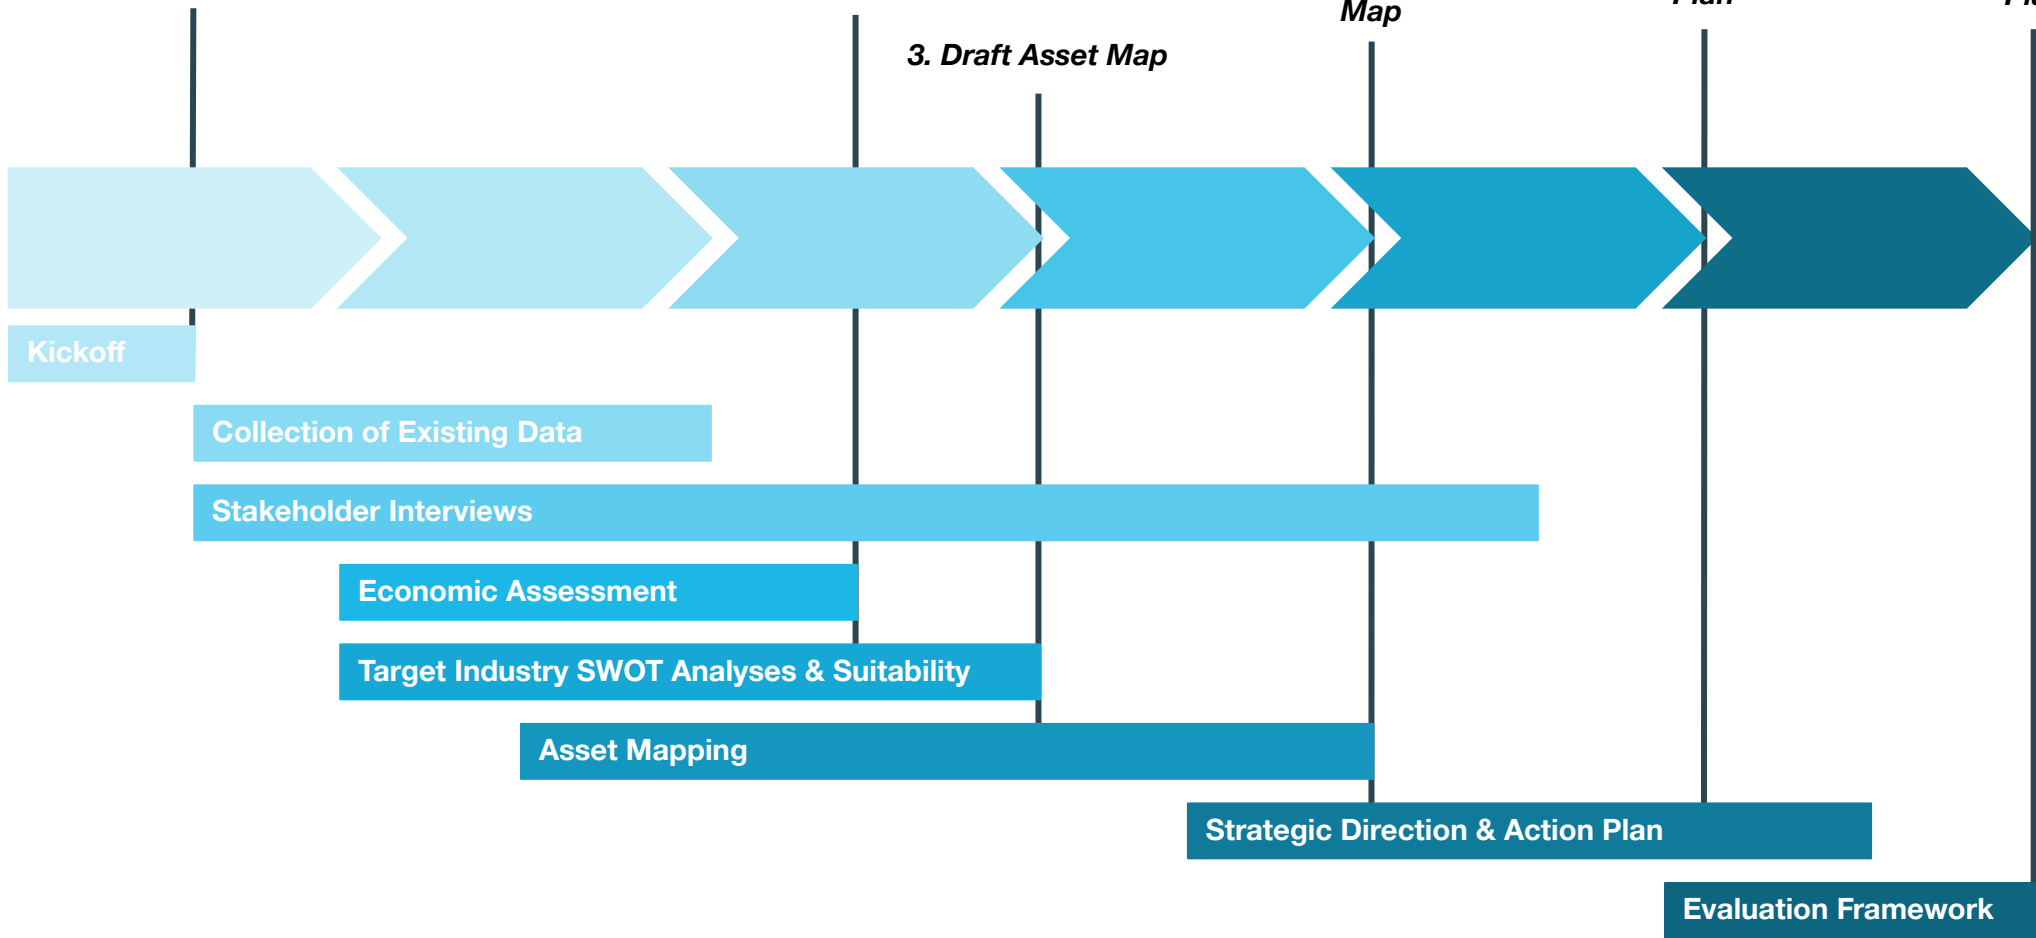 Map
3. Draft Asset Map
Kickoff
Collection of Existing Data
Stakeholder Interviews
Economic Assessment
Target Industry SWOT Analyses & Suitability
Asset Mapping
Strategic Direction & Action Plan
Evaluation Framework